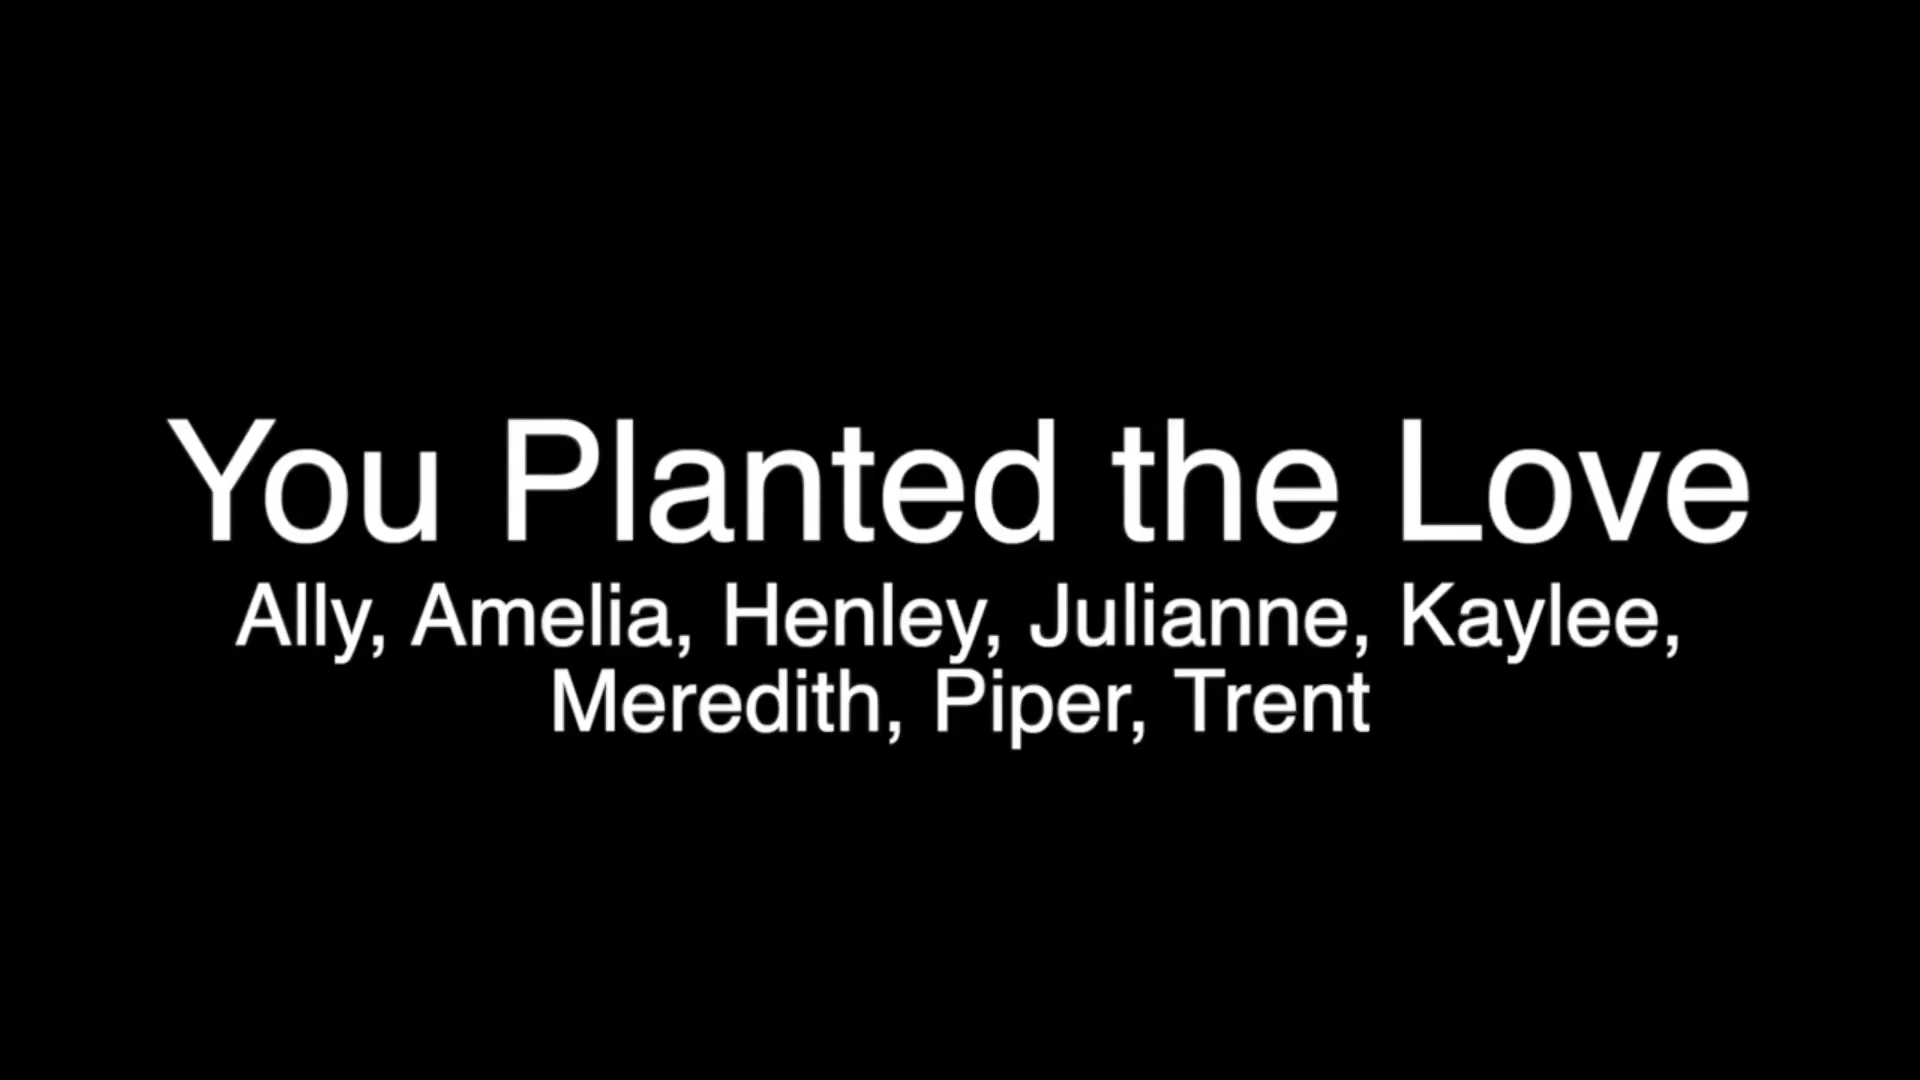 You Planted the Love
Ally, Amelia, Henley, Julianne, Kaylee,
Meredith, Piper, Trent